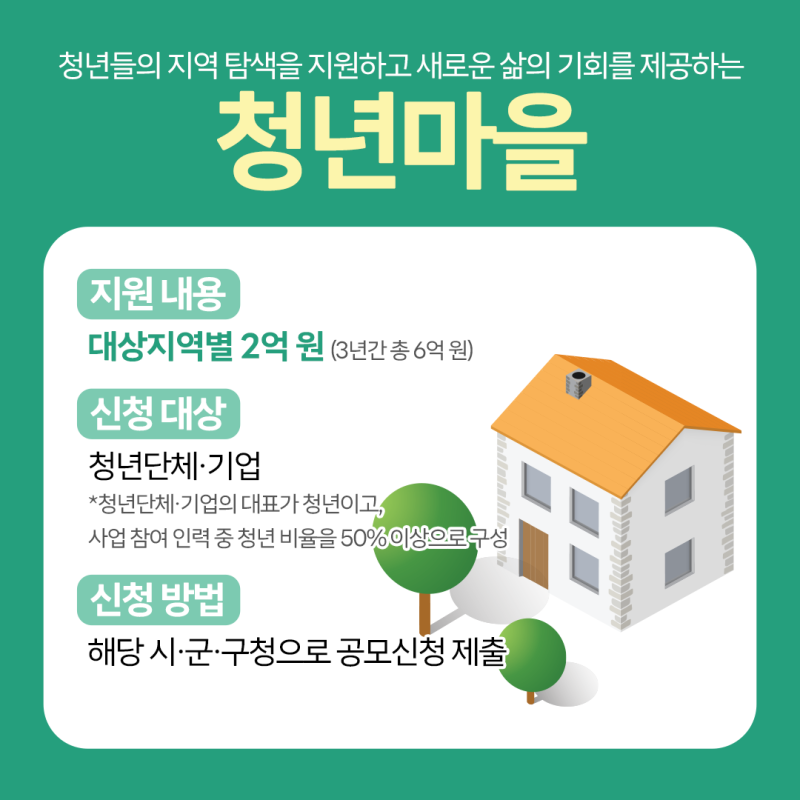 청년들의 지역 탐색을 지원하고 새로운 삶의 기회를 제공하는
청년마을
지원 내용
대상지역별 2억 원 (3년간 총 6억 원)
신청 대상
청년단체·기업
*청년단체·기업의 대표가 청년이고,
사업 참여 인력 중 청년 비율을 50% 이상으로 구성
신청 방법
해당 시·군·구청으로 공모신청 제출